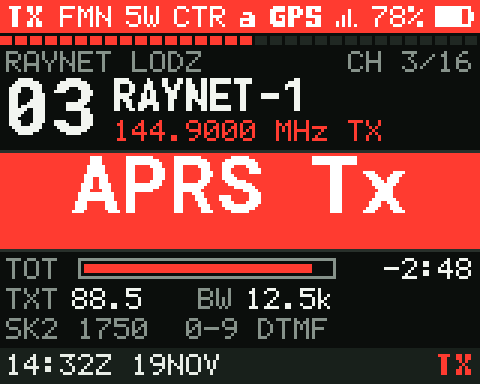 TX FMN 5W CTR a GPS 78%
RAYNET LODZ CH 3/16
03 RAYNET-1
144.9000 MHz TX
APRS Tx
TOT -2:48
TXT 88.5 BW 12.5k
SK2 1750 0-9 DTMF
14:32Z 19NOV TX